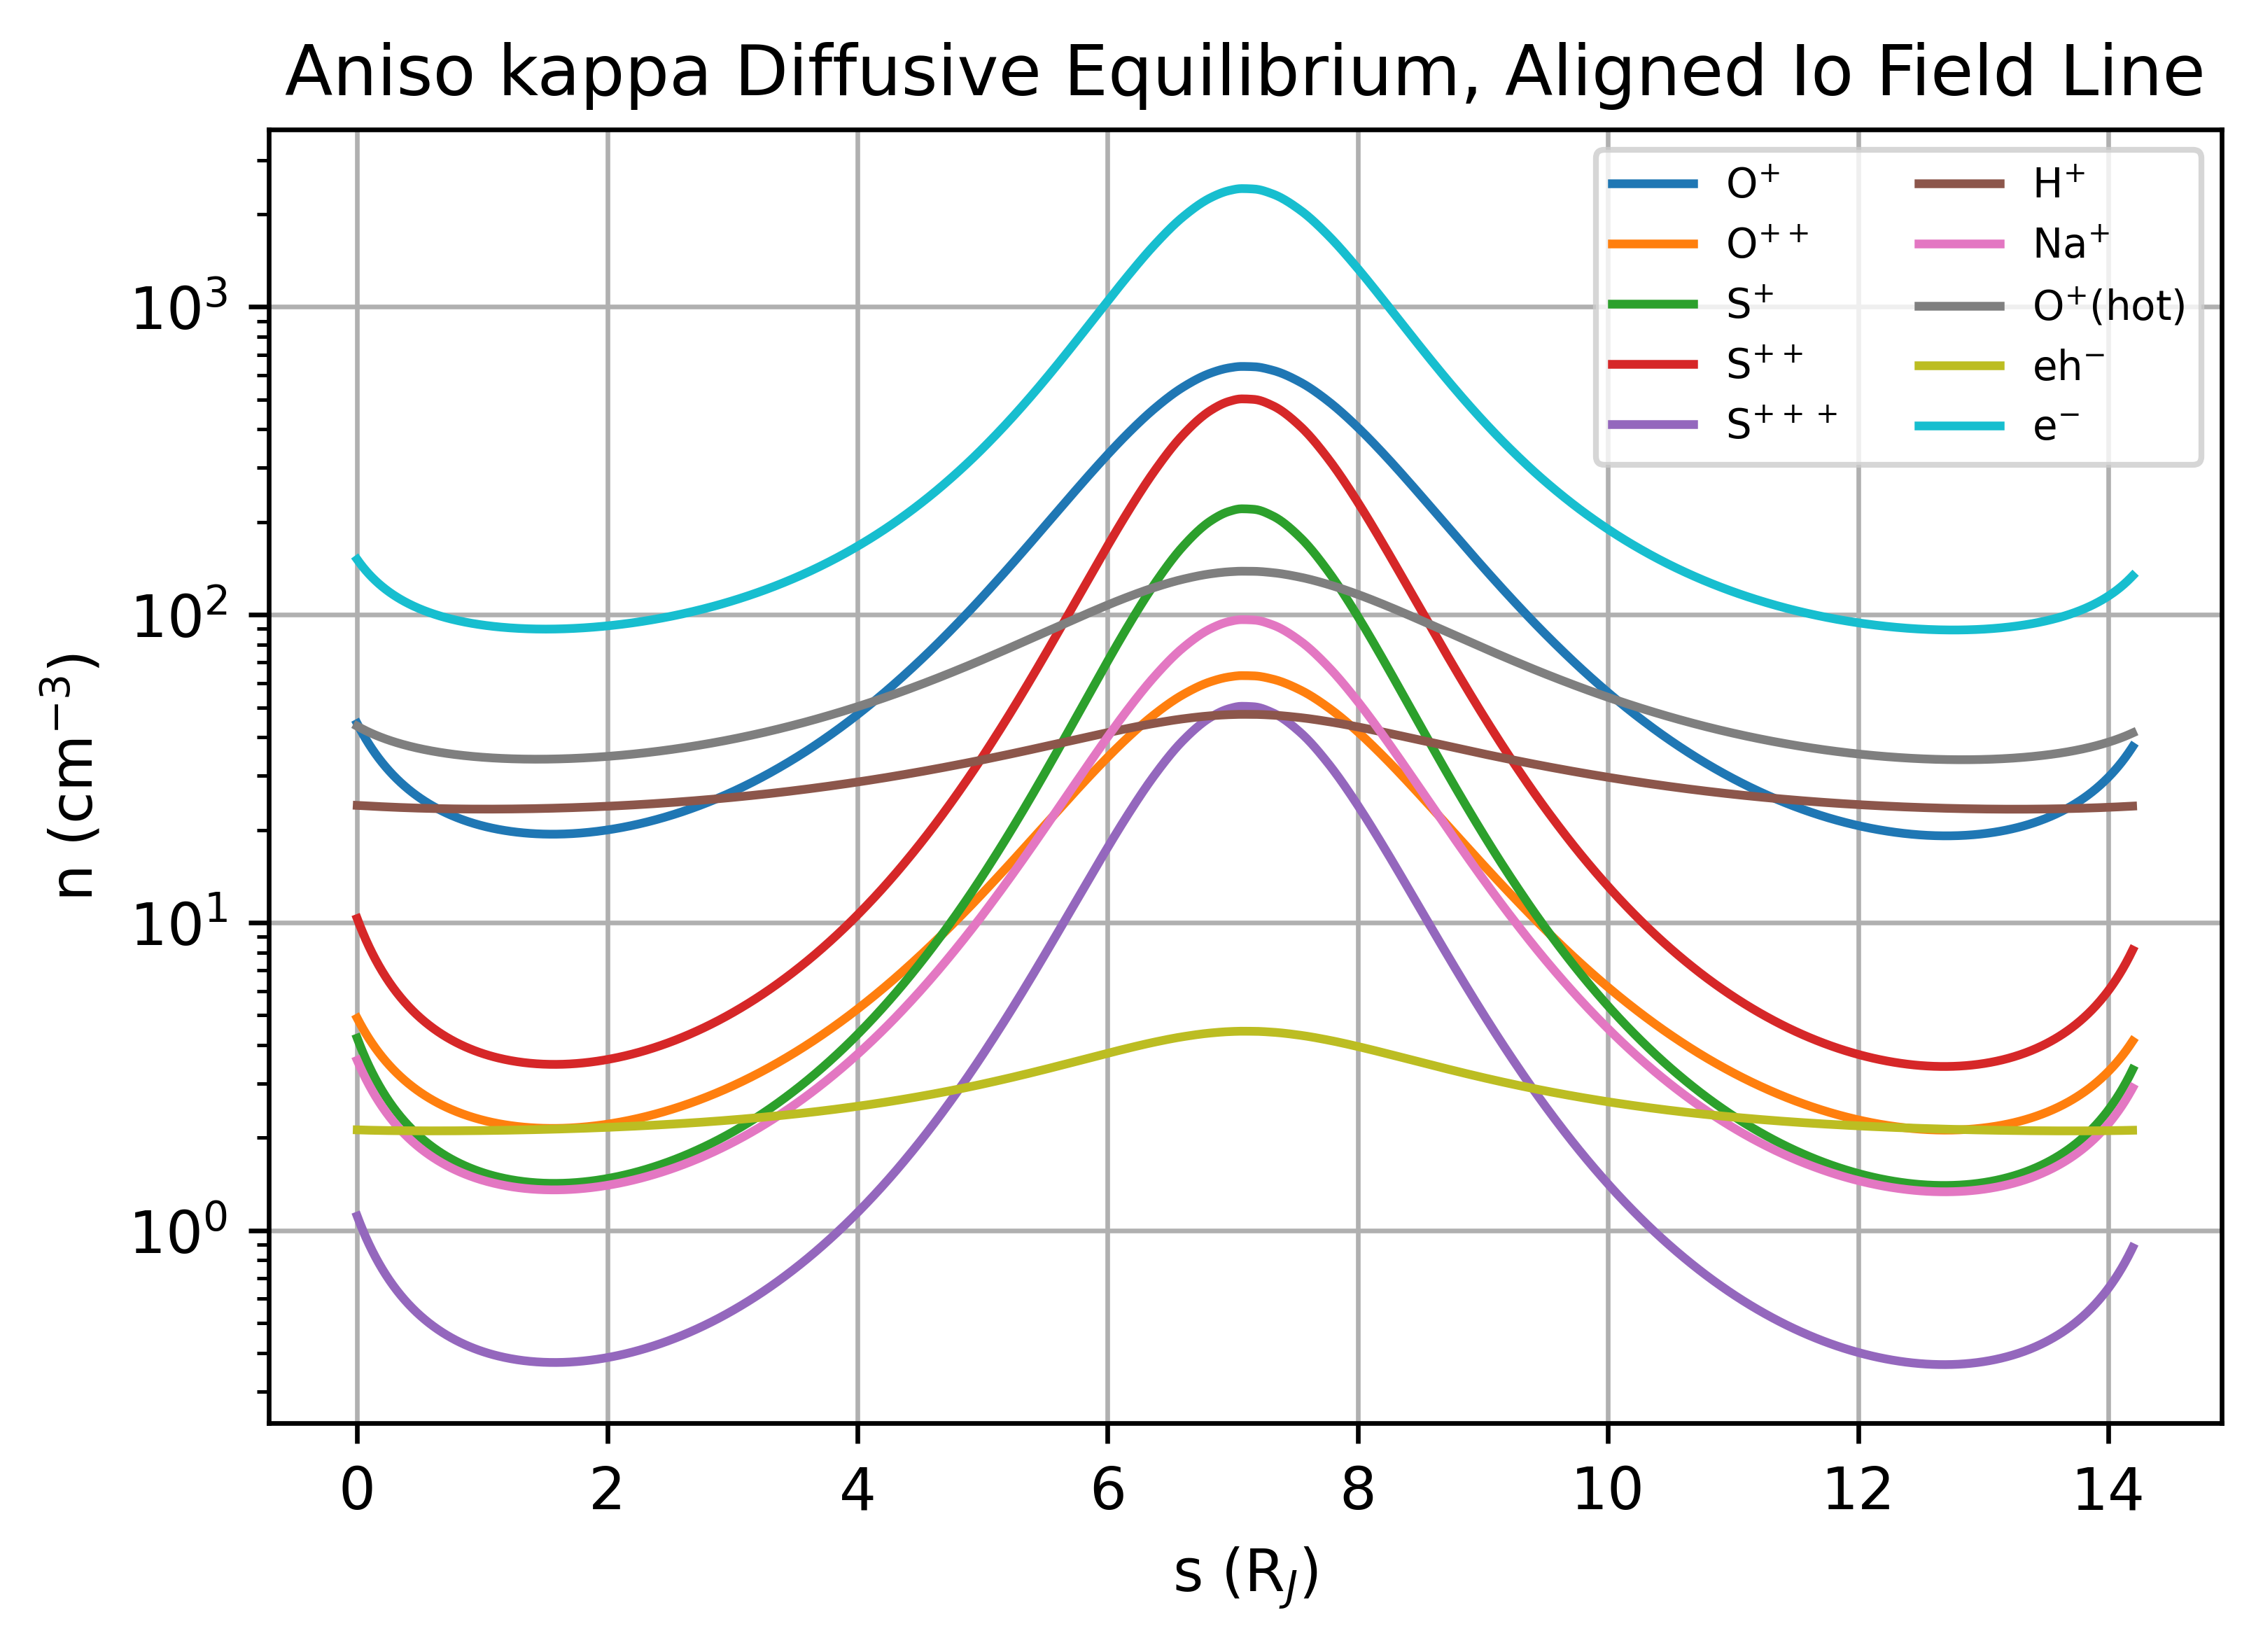 Aniso kappa Diffusive Equilibrium, Aligned Io Field Line
n (cm⁻³)
10³
10²
10¹
10⁰
O⁺
O⁺⁺
S⁺
S⁺⁺
S⁺⁺⁺
H⁺
Na⁺
O⁺(hot)
eh⁻
e⁻
0 2 4 6 8 10 12 14
s (R_J)